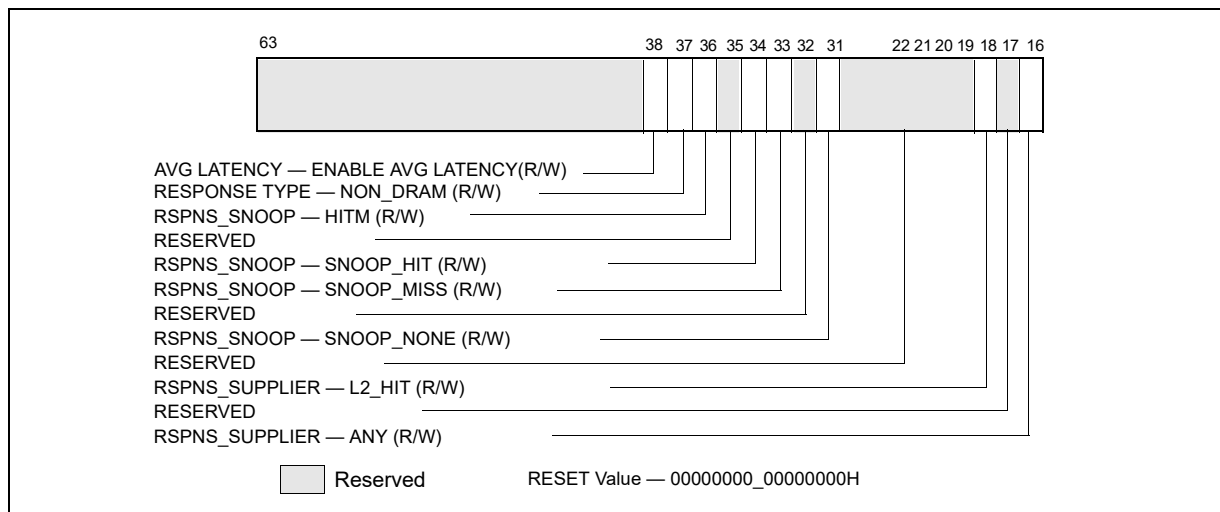 63 38 37 36 35 34 33 32 31 22 21 20 19 18 17 16
AVG LATENCY — ENABLE AVG LATENCY(R/W)
RESPONSE TYPE — NON_DRAM (R/W)
RSPNS_SNOOP — HITM (R/W)
RESERVED
RSPNS_SNOOP — SNOOP_HIT (R/W)
RSPNS_SNOOP — SNOOP_MISS (R/W)
RESERVED
RSPNS_SNOOP — SNOOP_NONE (R/W)
RESERVED
RSPNS_SUPPLIER — L2_HIT (R/W)
RESERVED
RSPNS_SUPPLIER — ANY (R/W)
Reserved RESET Value — 00000000_00000000H